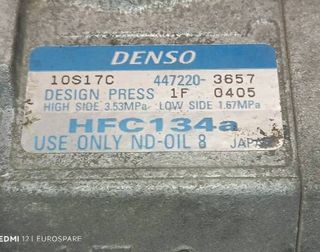 DENSO
10S17C 447220-3657
DESIGN PRESS 1F 0405
HIGH SIDE 3.53MPa LOW SIDE 1.67MPa
HFC134a
USE ONLY ND-OIL 8 JAPAN
REDMI 12 | EUROSPARE